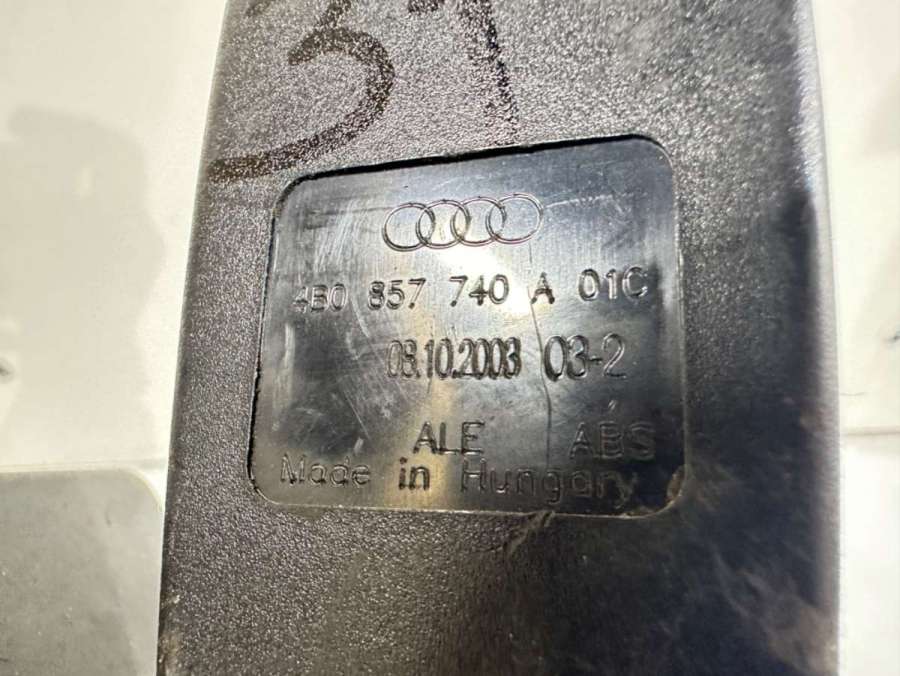 37
4B0 857 740 A 01C
08.10.2003 03-2
ALE ABS
Made in Hungary